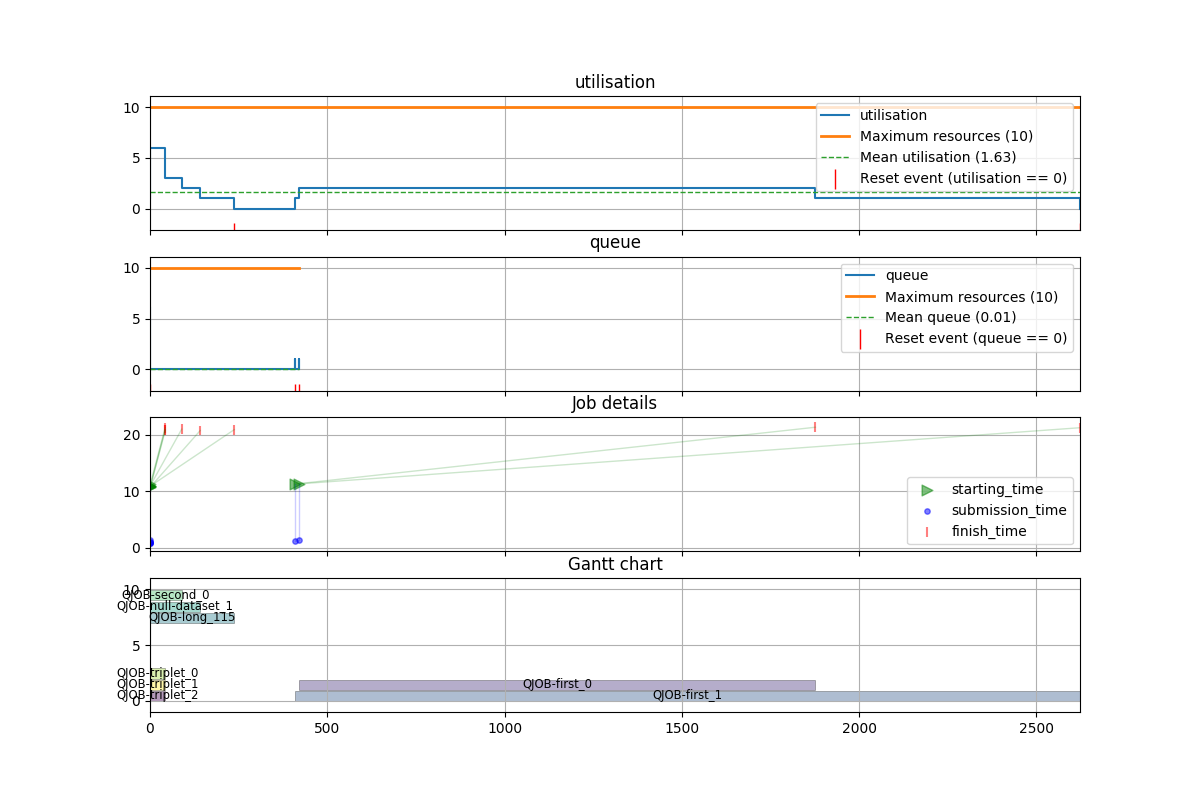 utilisation
10
5
0
utilisation
Maximum resources (10)
Mean utilisation (1.63)
Reset event (utilisation == 0)
queue
10
5
0
queue
Maximum resources (10)
Mean queue (0.01)
Reset event (queue == 0)
Job details
20
10
0
starting_time
submission_time
finish_time
Gantt chart
10
5
0
QJOB-second_0
QJOB-null-dataset_1
QJOB-long_115
QJOB-triplet_0
QJOB-triplet_1
QJOB-triplet_2
QJOB-first_0
QJOB-first_1
0 500 1000 1500 2000 2500